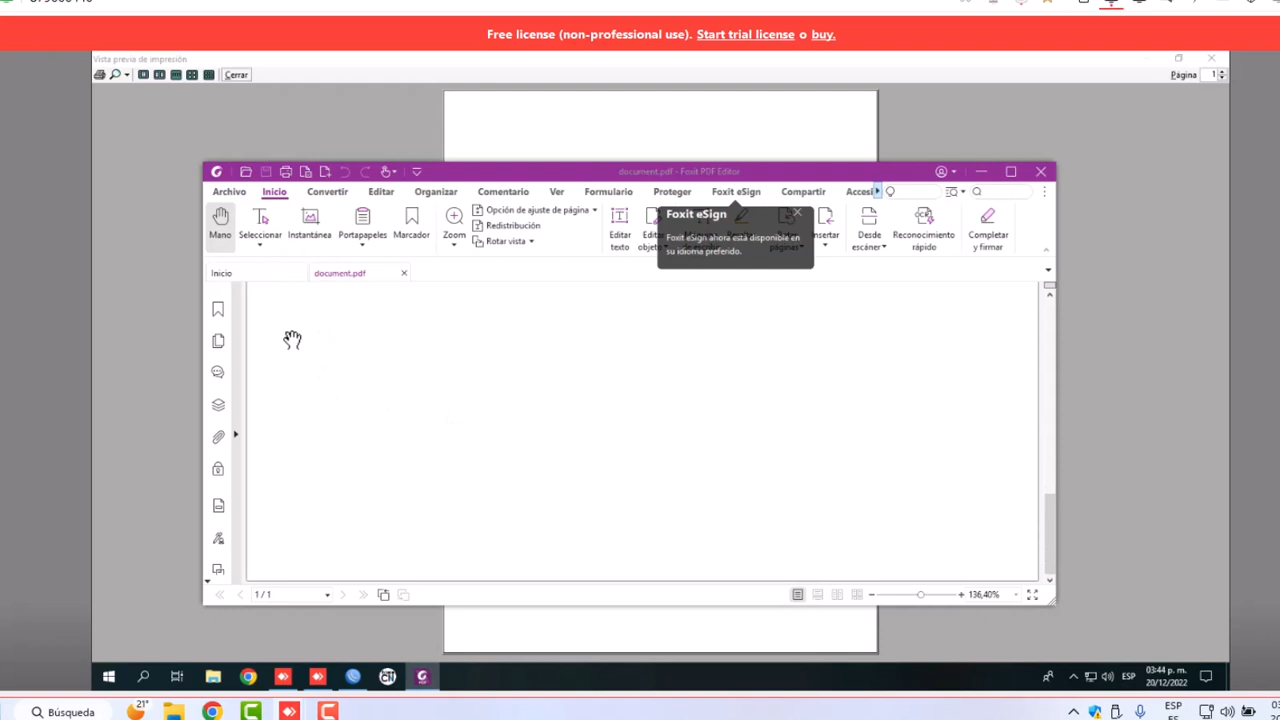 Free license (non-professional use). Start trial license o buy.
Vista previa de impresión
Cerrar
Página 1
document.pdf - Foxit PDF Editor
Archivo Inicio Convertir Editar Organizar Comentario Ver Formulario Proteger Foxit eSign Compartir Accesi
Mano
Seleccionar
Instantánea
Portapapeles
Marcador
Zoom
Opción de ajuste de página
Redistribución
Rotar vista
Editar
texto
Editar
objeto
Insertar
Desde
escáner
Reconocimiento
rápido
Completar
y firmar
Foxit eSign
Foxit eSign ahora está disponible en
su idioma preferido.
Inicio
document.pdf
1 / 1
136,40%
ESP
03:44 p. m.
20/12/2022
Búsqueda
21°
ESP